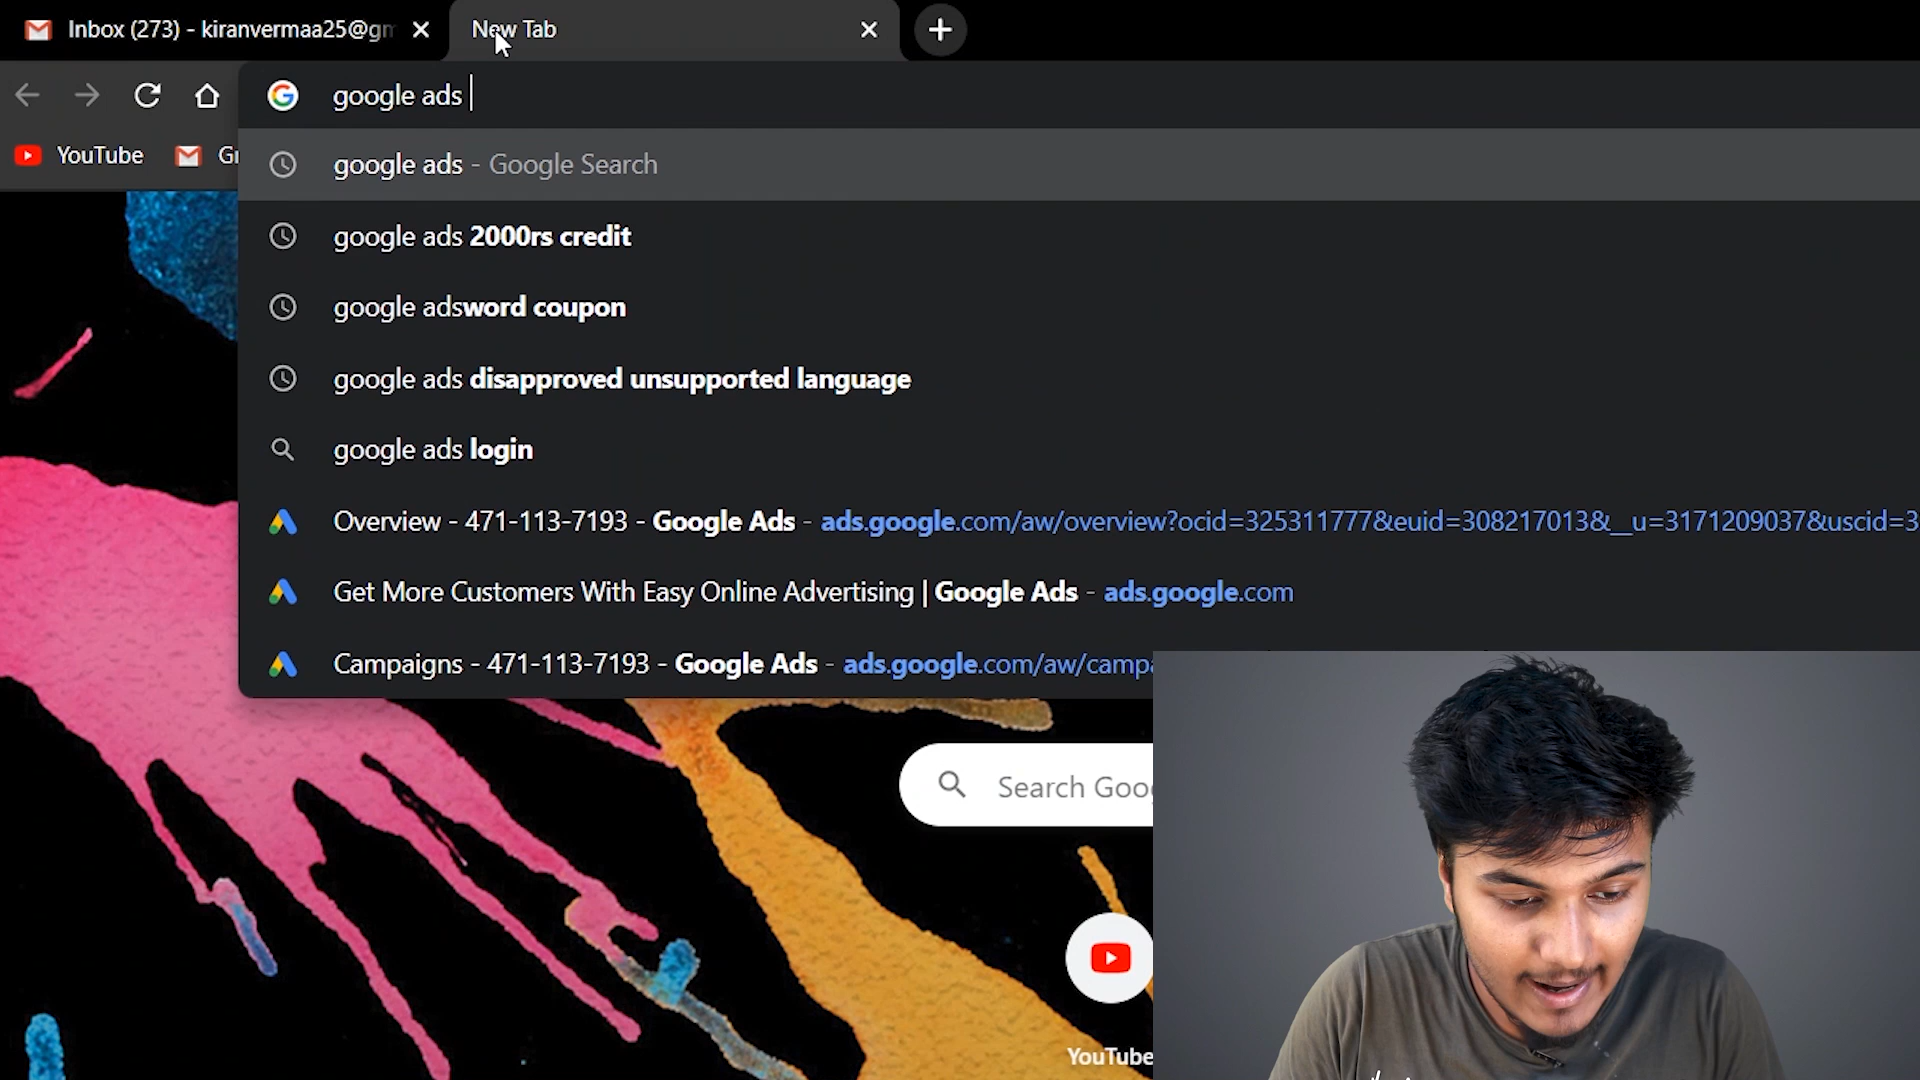 Inbox (273) - kiranvermaa25@gm
New Tab
google ads
YouTube
google ads - Google Search
google ads 2000rs credit
google adsword coupon
google ads disapproved unsupported language
google ads login
Overview - 471-113-7193 - Google Ads - ads.google.com/aw/overview?ocid=325311777&euid=308217013&__u=3171209037&uscid=3
Get More Customers With Easy Online Advertising | Google Ads - ads.google.com
Campaigns - 471-113-7193 - Google Ads - ads.google.com/aw/campa
Search Goo
YouTube